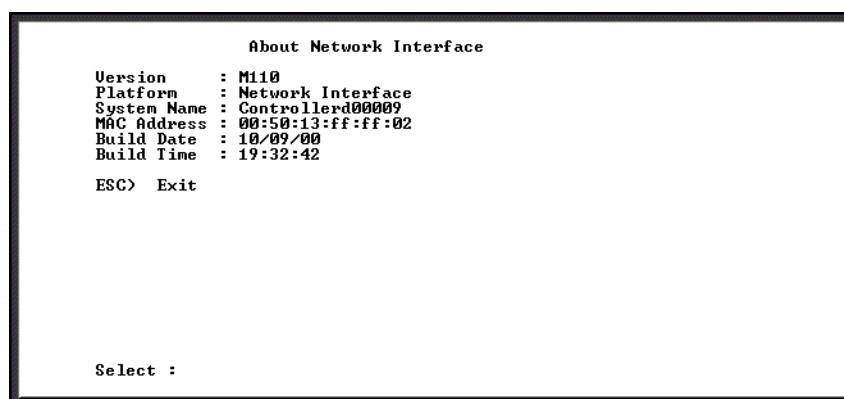 About Network Interface
Version : M110
Platform : Network Interface
System Name : Controllerd00009
MAC Address : 00:50:13:ff:ff:02
Build Date : 10/09/00
Build Time : 19:32:42
ESC> Exit
Select :